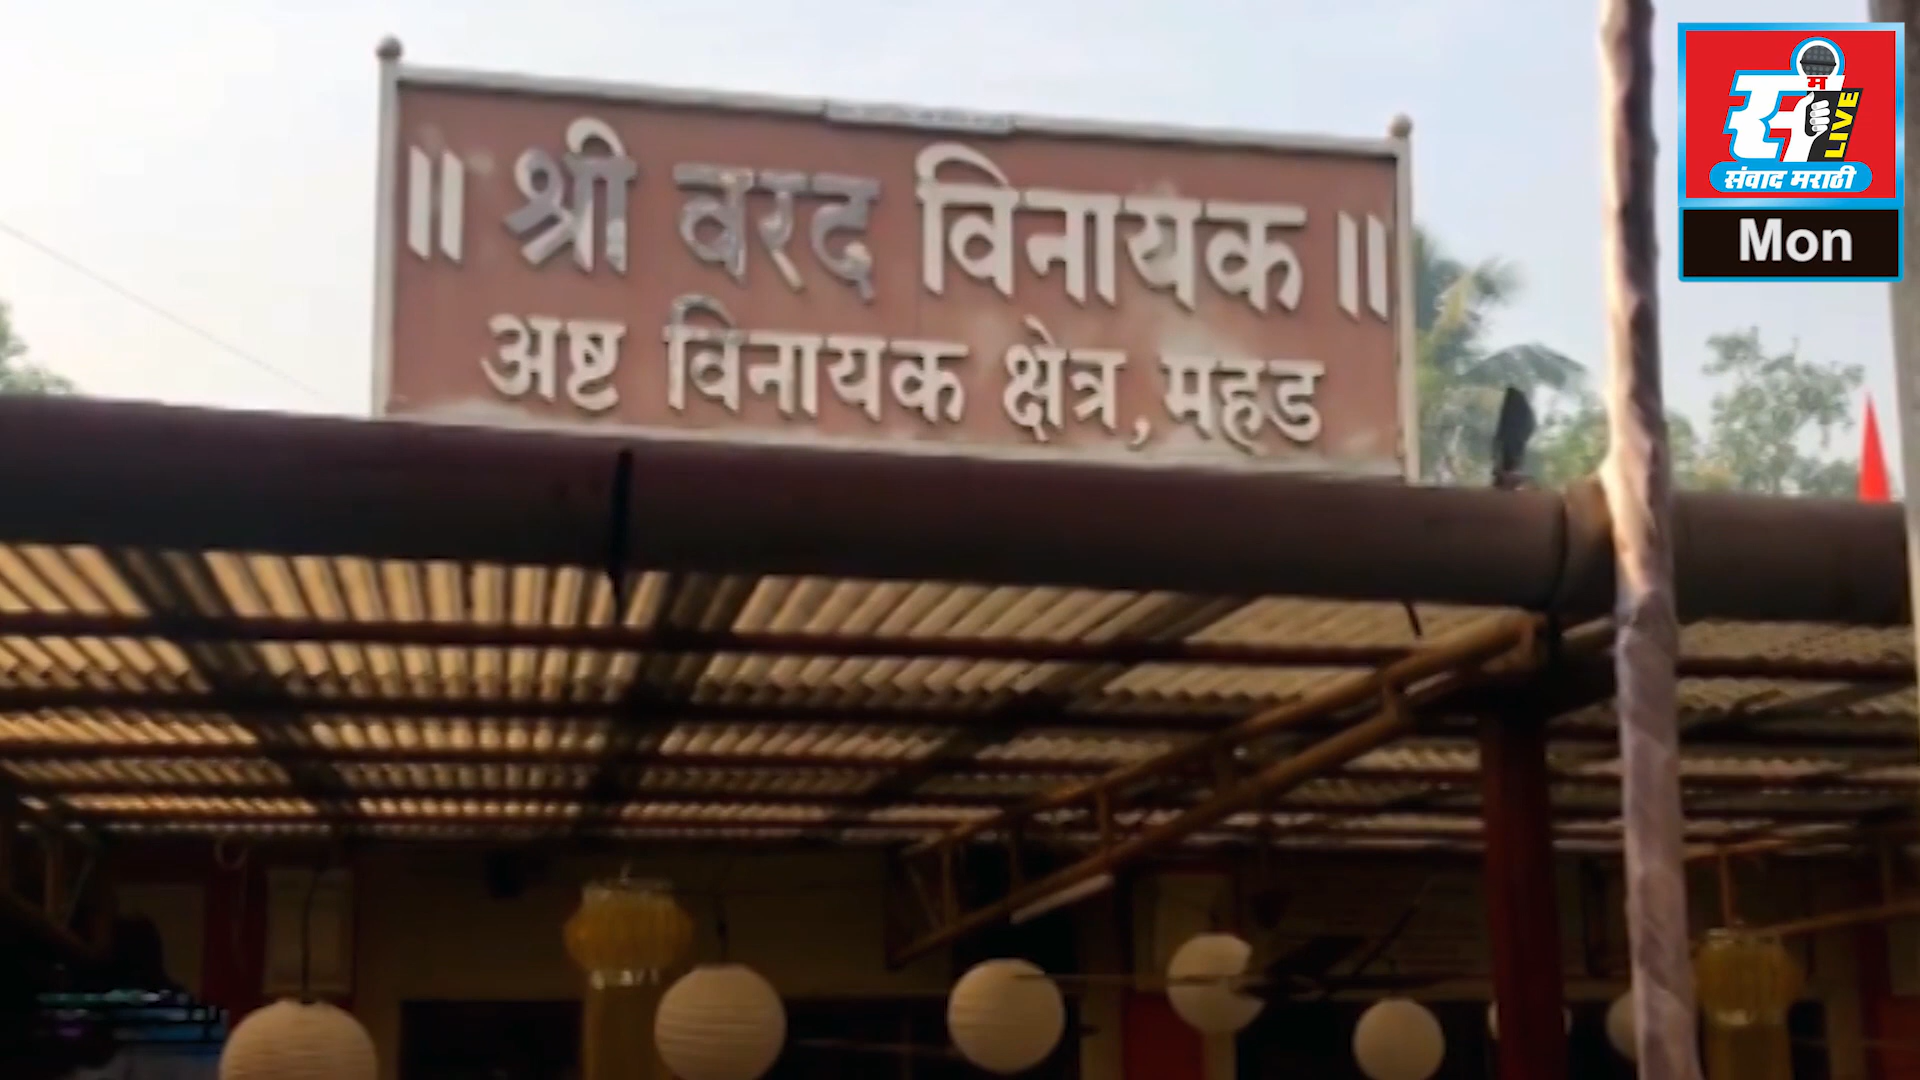 ॥ श्री वरद विनायक ॥
अष्ट विनायक क्षेत्र, महड
स
म
LIVE
संवाद मराठी
Mon